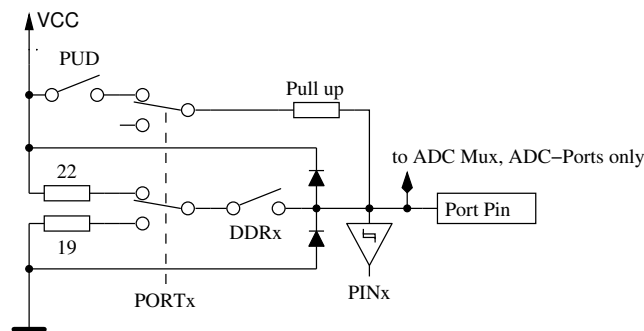 VCC
PUD
Pull up
to ADC Mux, ADC−Ports only
22
Port Pin
DDRx
19
PINx
PORTx